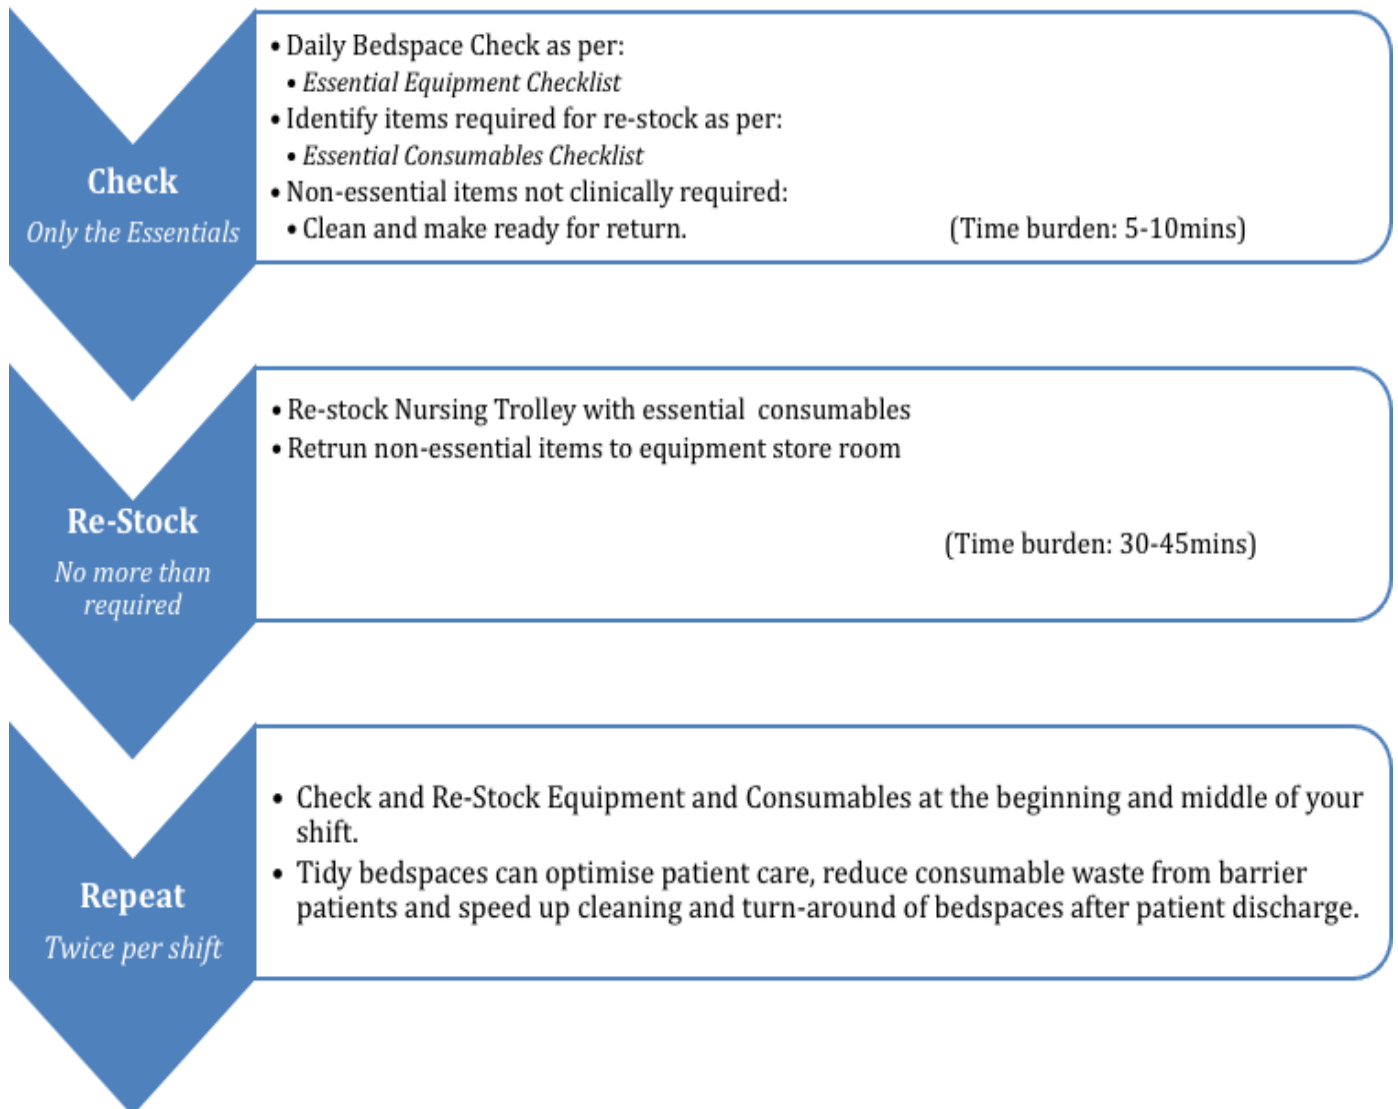 Check
Only the Essentials
• Daily Bedspace Check as per:
• Essential Equipment Checklist
• Identify items required for re-stock as per:
• Essential Consumables Checklist
• Non-essential items not clinically required:
• Clean and make ready for return. (Time burden: 5-10mins)
Re-Stock
No more than
required
• Re-stock Nursing Trolley with essential consumables
• Retrun non-essential items to equipment store room
(Time burden: 30-45mins)
Repeat
Twice per shift
• Check and Re-Stock Equipment and Consumables at the beginning and middle of your
shift.
• Tidy bedspaces can optimise patient care, reduce consumable waste from barrier
patients and speed up cleaning and turn-around of bedspaces after patient discharge.